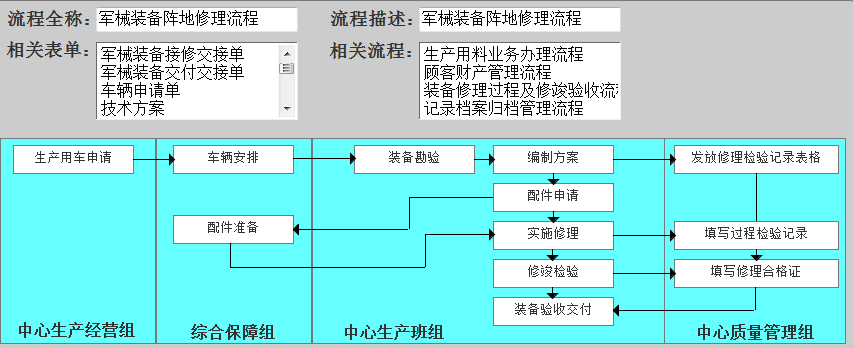 流程全称：军械装备阵地修理流程
流程描述：军械装备阵地修理流程
相关表单：
军械装备接修交接单
军械装备交付交接单
车辆申请单
技术方案
相关流程：
生产用料业务办理流程
顾客财产管理流程
装备修理过程及修竣验收流
记录档案归档管理流程
生产用车申请
车辆安排
装备勘验
编制方案
发放修理检验记录表格
配件申请
配件准备
实施修理
填写过程检验记录
修竣检验
填写修理合格证
装备验收交付
中心生产经营组
综合保障组
中心生产班组
中心质量管理组